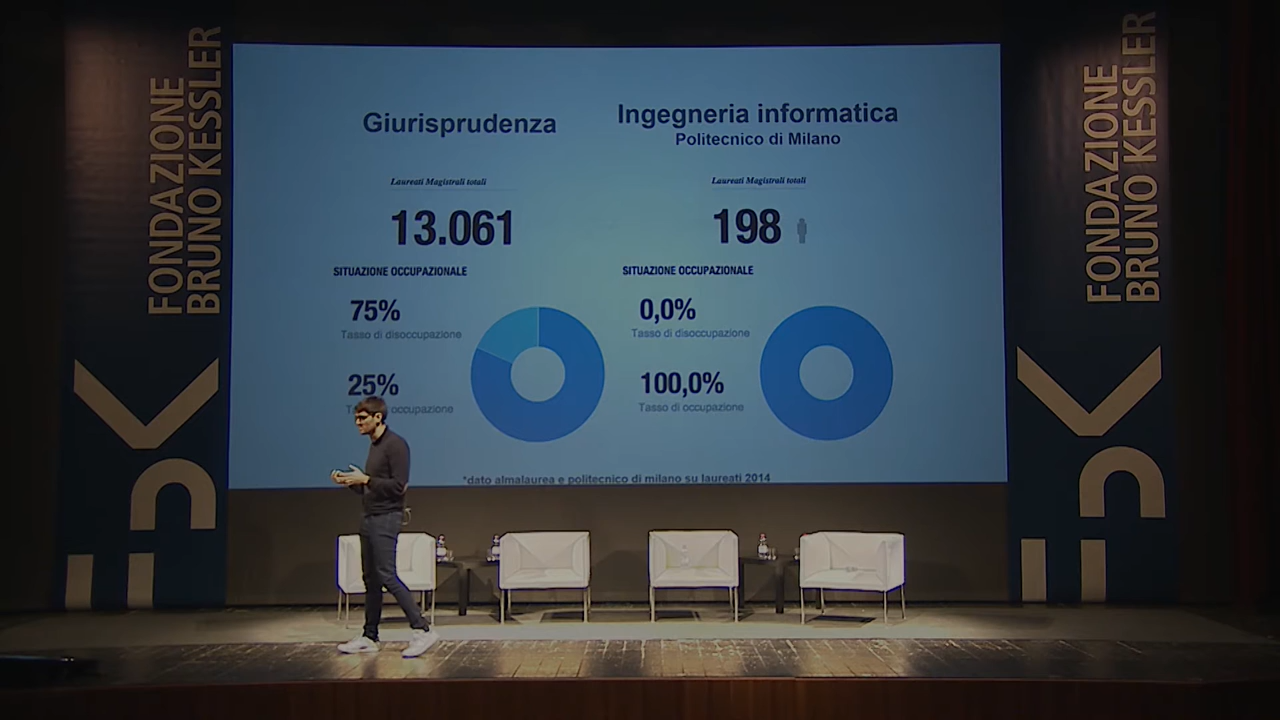 FONDAZIONE
BRUNO KESSLER
Giurisprudenza
Laureati Magistrali totali
13.061
SITUAZIONE OCCUPAZIONALE
75%
Tasso di disoccupazione
25%
occupazione
Ingegneria informatica
Politecnico di Milano
Laureati Magistrali totali
198
SITUAZIONE OCCUPAZIONALE
0,0%
Tasso di disoccupazione
100,0%
Tasso di occupazione
*dato almalaurea e politecnico di milano su laureati 2014
FONDAZIONE
BRUNO KESSLER